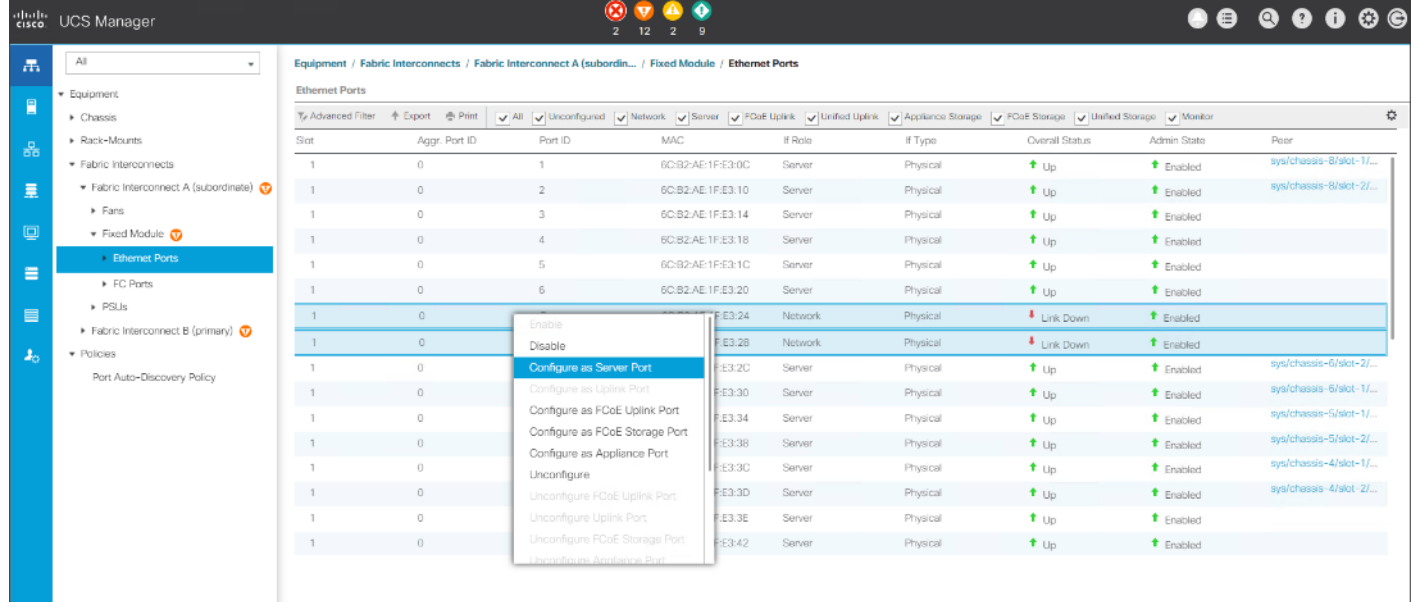 cisco. UCS Manager
2 12 2 9
All
Equipment
Chassis
Rack-Mounts
Fabric Interconnects
Fabric Interconnect A (subordinate)
Fans
Fixed Module
Ethernet Ports
FC Ports
PSUs
Fabric Interconnect B (primary)
Policies
Port Auto-Discovery Policy
Equipment / Fabric Interconnects / Fabric Interconnect A (subordin... / Fixed Module / Ethernet Ports
Ethernet Ports
Advanced Filter Export Print All Unconfigured Network Server FCoE Uplink Unified Uplink Appliance Storage FCoE Storage Unified Storage Monitor
Slot Aggr. Port ID Port ID MAC If Role If Type Overall Status Admin State Peer
1 0 1 6C:B2:AE:1F:E3:0C Server Physical Up Enabled sys/chassis-8/slot-1/...
1 0 2 6C:B2:AE:1F:E3:10 Server Physical Up Enabled sys/chassis-8/slot-2/...
1 0 3 6C:B2:AE:1F:E3:14 Server Physical Up Enabled
1 0 4 6C:B2:AE:1F:E3:18 Server Physical Up Enabled
1 0 5 6C:B2:AE:1F:E3:1C Server Physical Up Enabled
1 0 6 6C:B2:AE:1F:E3:20 Server Physical Up Enabled
1 0 F:E3:24 Network Physical Link Down Enabled
1 0 F:E3:28 Network Physical Link Down Enabled
1 0 F:E3:2C Server Physical Up Enabled sys/chassis-6/slot-2/...
1 0 F:E3:30 Server Physical Up Enabled sys/chassis-6/slot-1/...
1 0 F:E3:34 Server Physical Up Enabled sys/chassis-5/slot-1/...
1 0 F:E3:38 Server Physical Up Enabled sys/chassis-5/slot-2/...
1 0 F:E3:3C Server Physical Up Enabled sys/chassis-4/slot-1/...
1 0 F:E3:3D Server Physical Up Enabled sys/chassis-4/slot-2/...
1 0 F:E3:3E Server Physical Up Enabled
1 0 F:E3:42 Server Physical Up Enabled
Enable
Disable
Configure as Server Port
Configure as Uplink Port
Configure as FCoE Uplink Port
Configure as FCoE Storage Port
Configure as Appliance Port
Unconfigure
Unconfigure FCoE Uplink Port
Unconfigure Uplink Port
Unconfigure FCoE Storage Port
Unconfigure Appliance Port